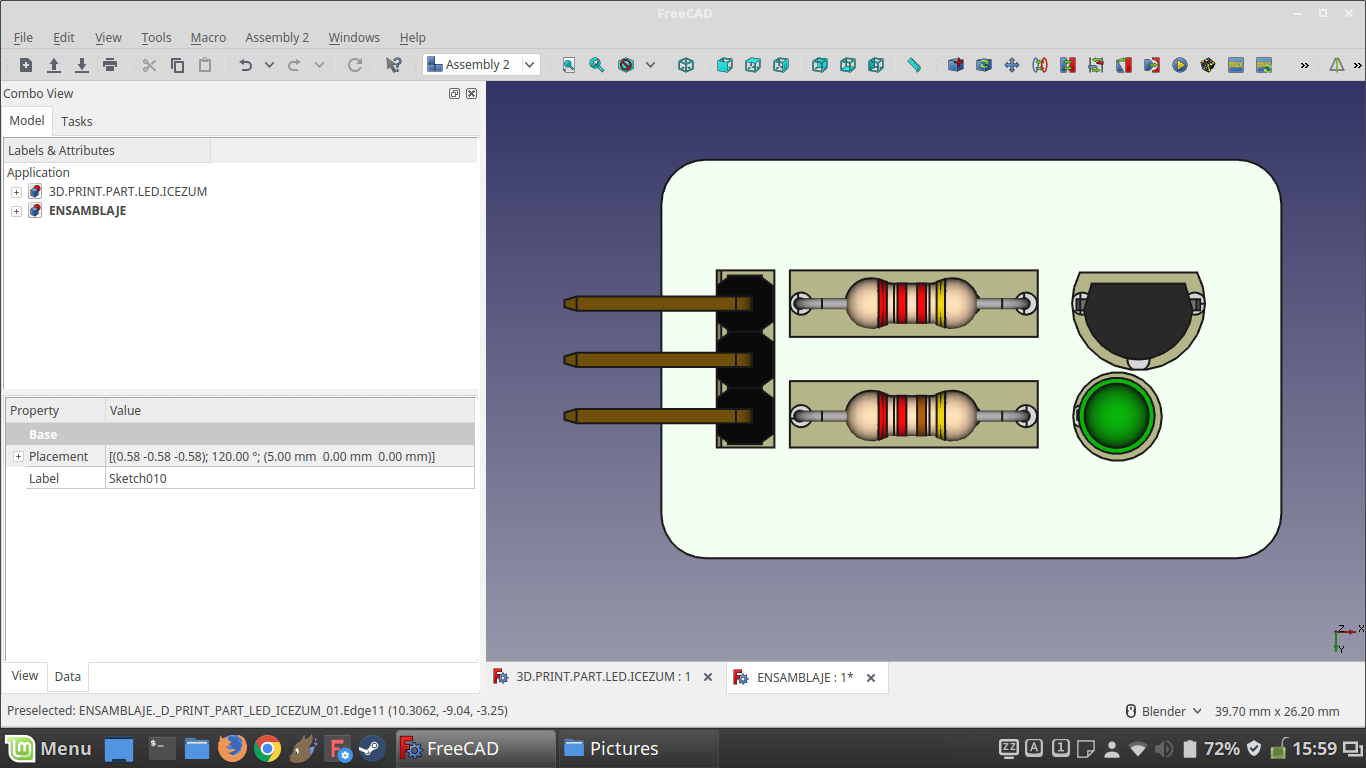 FreeCAD
File Edit View Tools Macro Assembly 2 Windows Help
Assembly 2
Combo View
Model Tasks
Labels & Attributes
Application
3D.PRINT.PART.LED.ICEZUM
ENSAMBLAJE
Property Value
Base
Placement [(0.58 -0.58 -0.58); 120.00 °; (5.00 mm 0.00 mm 0.00 mm)]
Label Sketch010
Z X
Y
View Data
3D.PRINT.PART.LED.ICEZUM : 1 ENSAMBLAJE : 1*
Preselected: ENSAMBLAJE._D_PRINT_PART_LED_ICEZUM_01.Edge11 (10.3062, -9.04, -3.25) Blender 39.70 mm x 26.20 mm
Menu FreeCAD Pictures ZZ A 1 72% 15:59